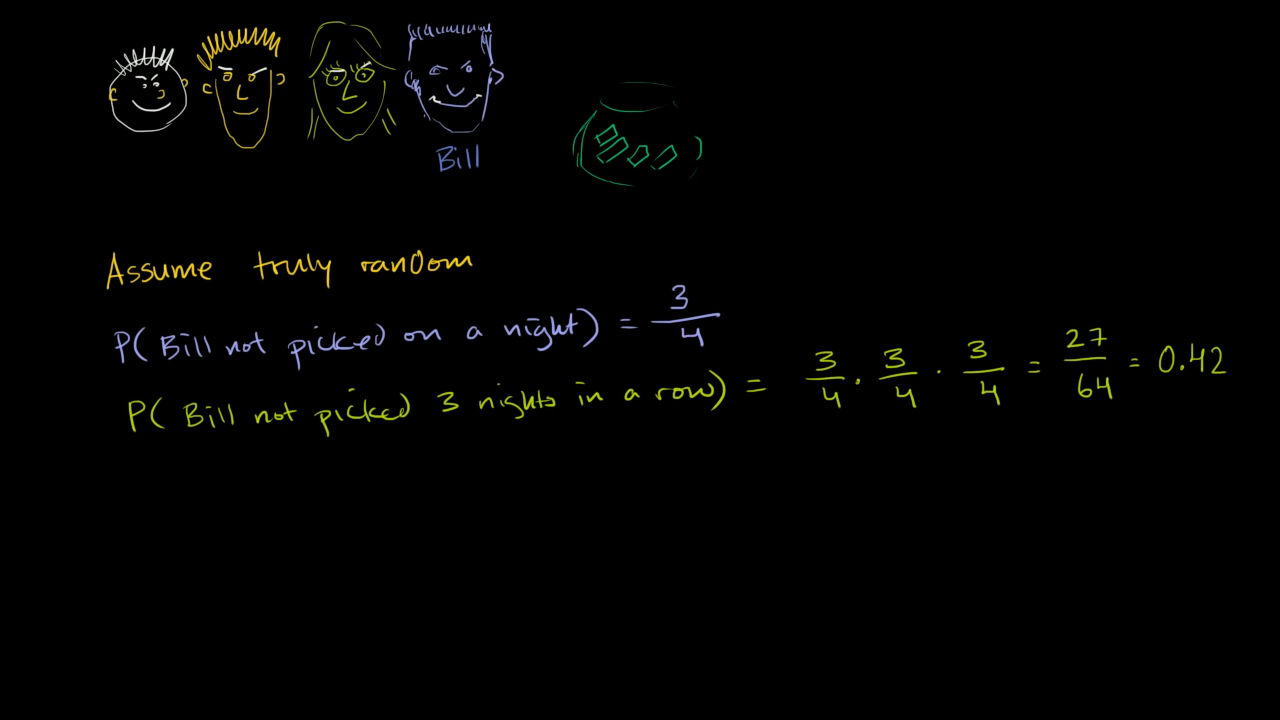 Bill
Assume truly random
P(Bill not picked) on a night) = 3/4
P(Bill not picked 3 nights in a row) = 3/4 · 3/4 · 3/4 = 27/64 = 0.42